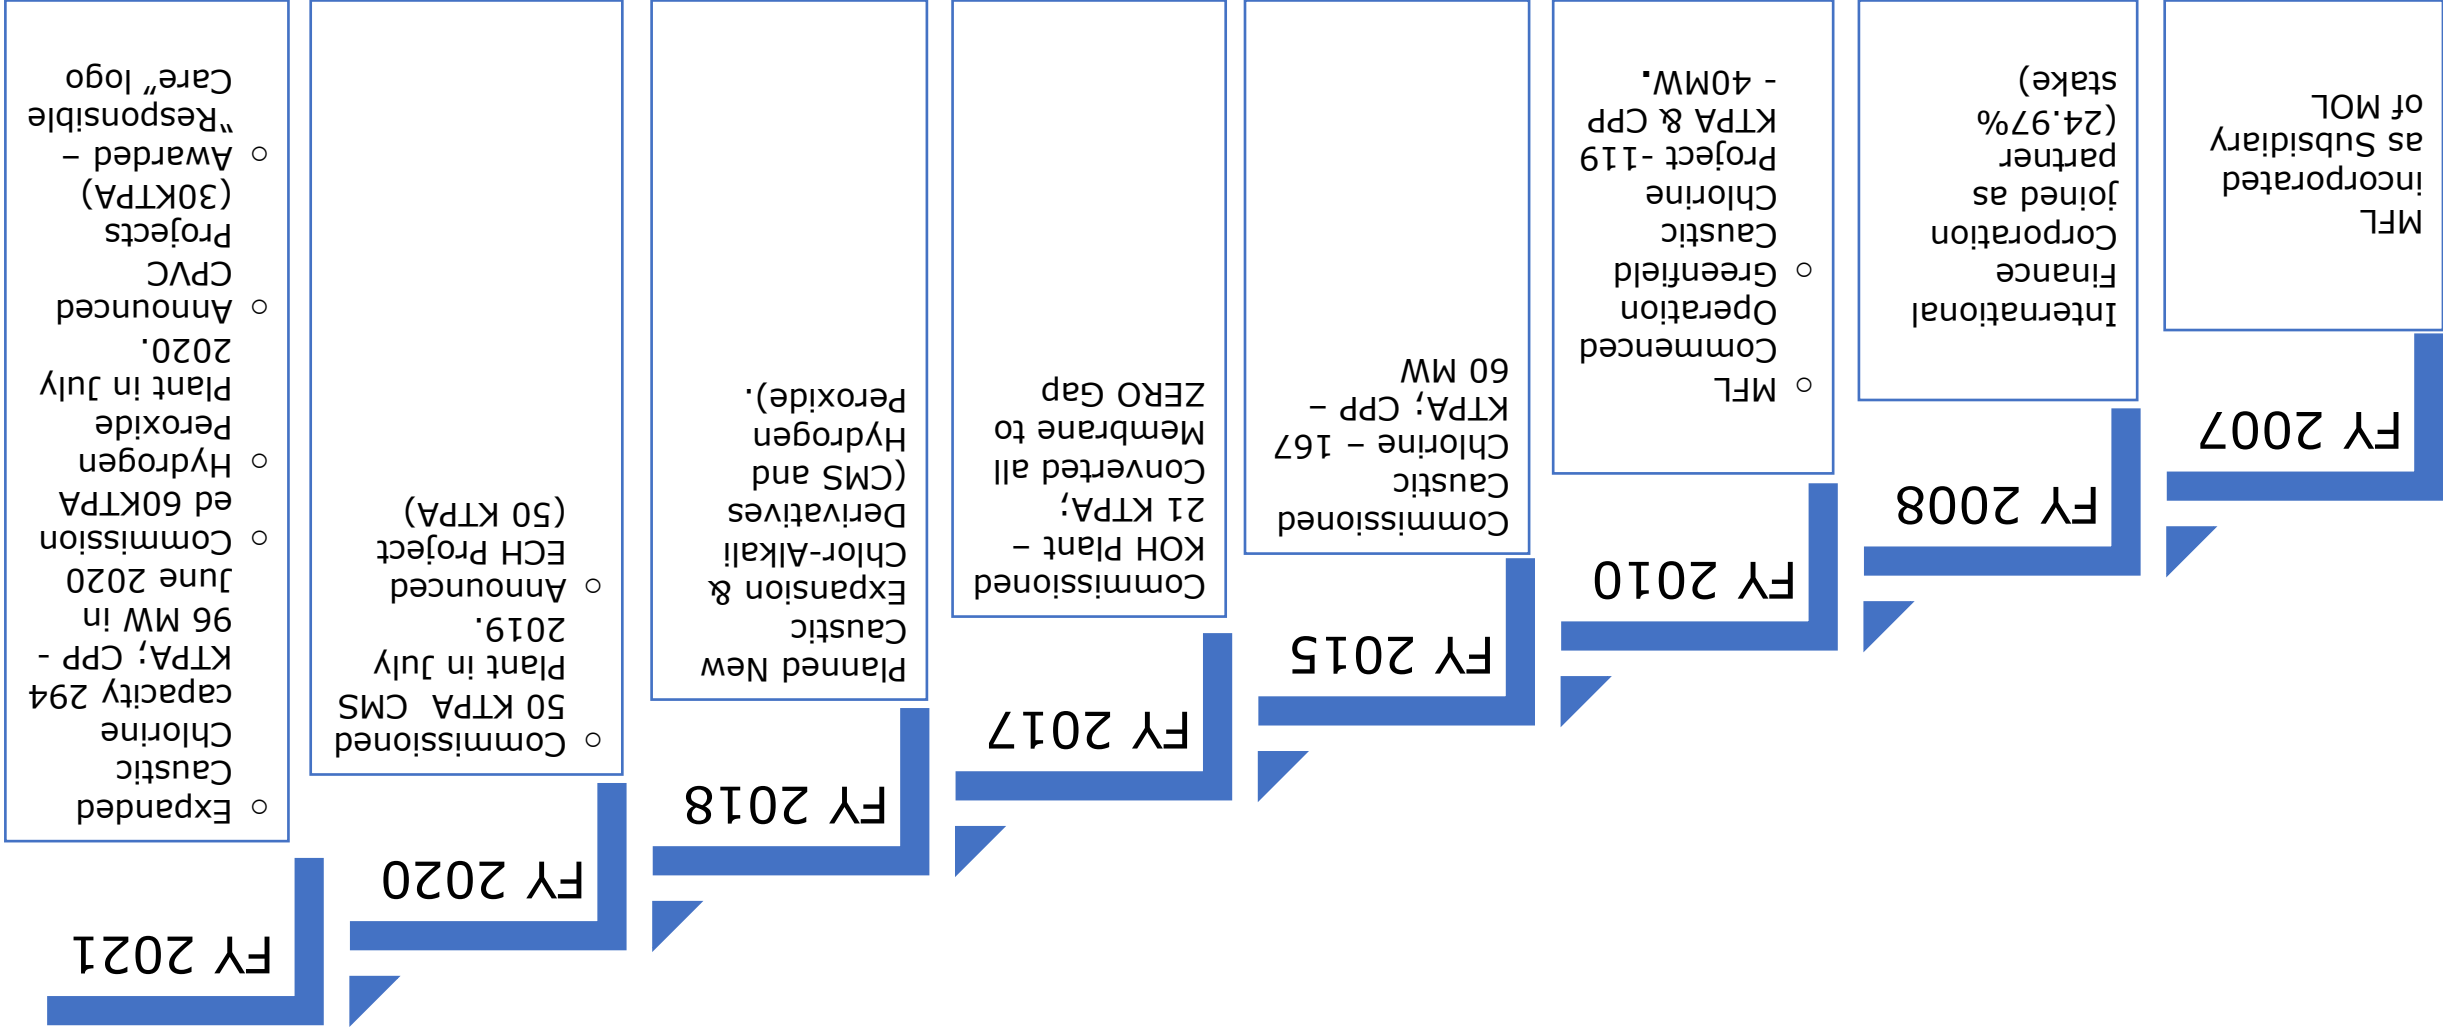 FY 2007
MFL
incorporated
as Subsidiary
of MOL
FY 2008
International
Finance
Corporation
joined as
partner
(24.97%
stake)
FY 2010
○ MFL
Commenced
Operation
○ Greenfield
Caustic
Chlorine
Project -119
KTPA & CPP
- 40MW.
FY 2015
Commissioned
Caustic
Chlorine – 167
KTPA; CPP –
60 MW
FY 2017
Commissioned
KOH Plant –
21 KTPA;
Converted all
Membrane to
ZERO Gap
FY 2018
Planned New
Caustic
Expansion &
Chlor-Alkali
Derivatives
(CMS and
Hydrogen
Peroxide).
FY 2020
○ Commissioned
50 KTPA CMS
Plant in July
2019.
○ Announced
ECH Project
(50 KTPA)
FY 2021
○ Expanded
Caustic
Chlorine
capacity 294
KTPA; CPP -
96 MW in
June 2020
○ Commission
ed 60KTPA
○ Hydrogen
Peroxide
Plant in July
2020.
○ Announced
CPVC
Projects
(30KTPA)
○ Awarded –
“Responsible
Care” logo